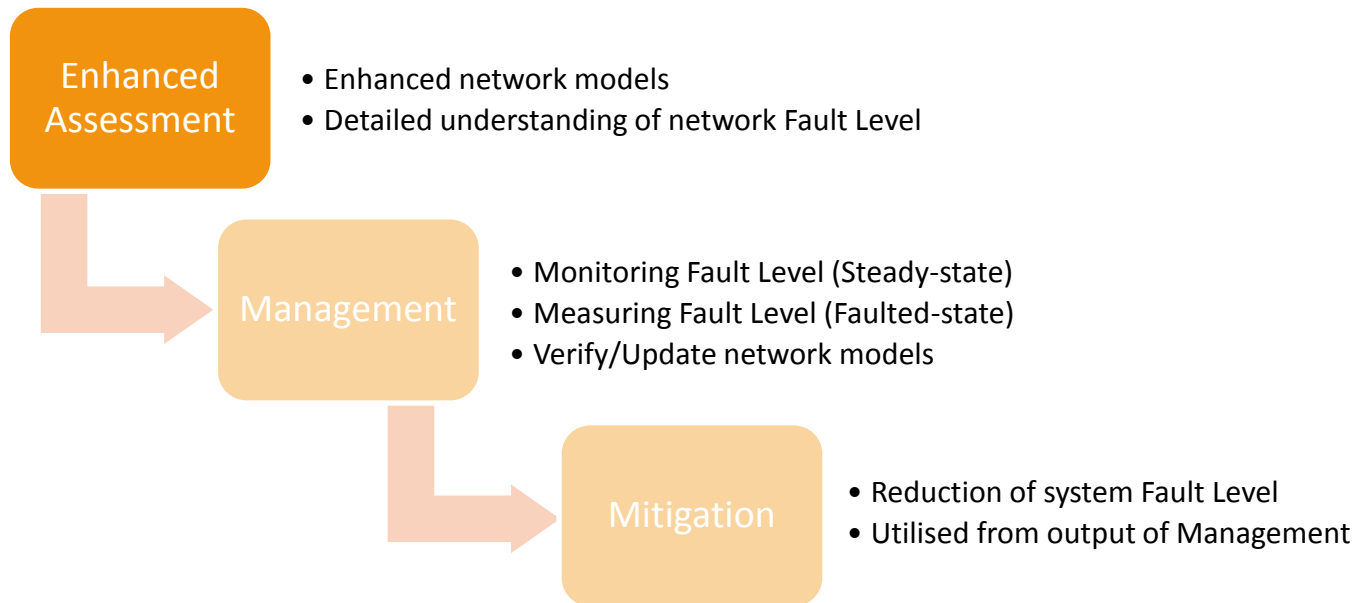 Enhanced
Assessment
• Enhanced network models
• Detailed understanding of network Fault Level
Management
• Monitoring Fault Level (Steady-state)
• Measuring Fault Level (Faulted-state)
• Verify/Update network models
Mitigation
• Reduction of system Fault Level
• Utilised from output of Management